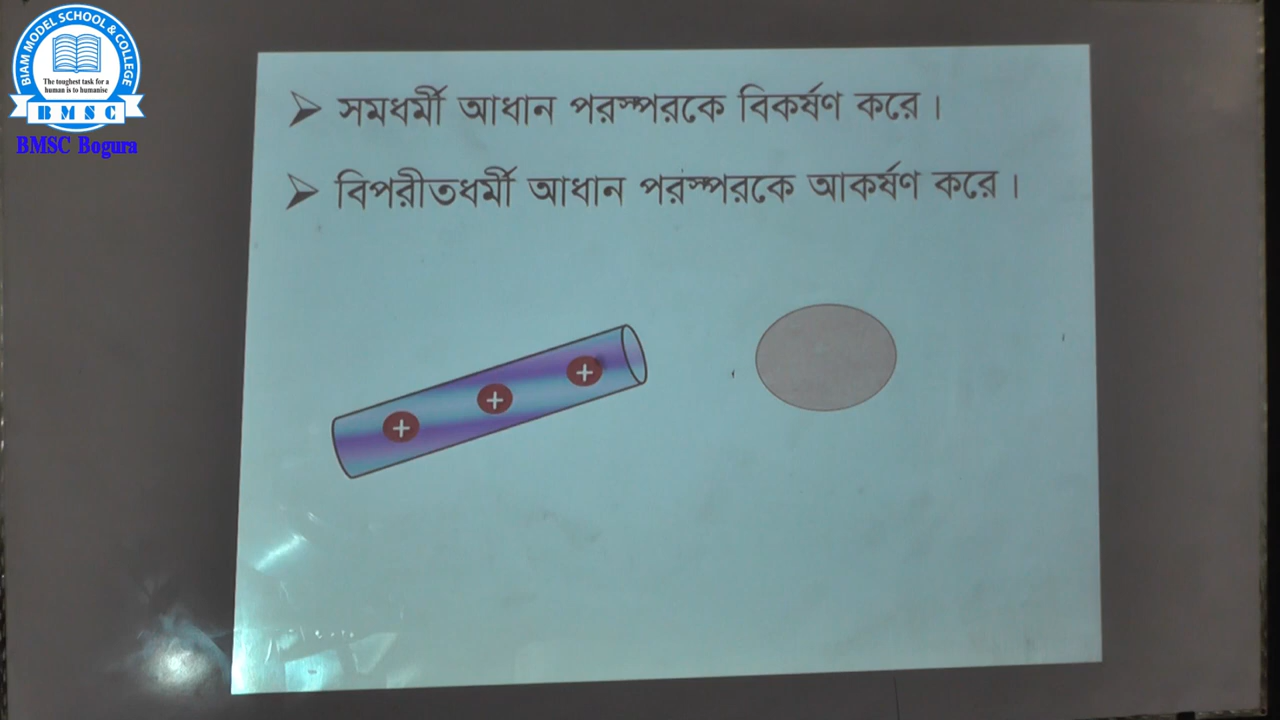 BIAM MODEL SCHOOL & COLLEGE
The toughest task for a
human is to humanise
B M S C
BMSC Bogura
➢ সমধর্মী আধান পরস্পরকে বিকর্ষণ করে।
➢ বিপরীতধর্মী আধান পরস্পরকে আকর্ষণ করে।
+ + +